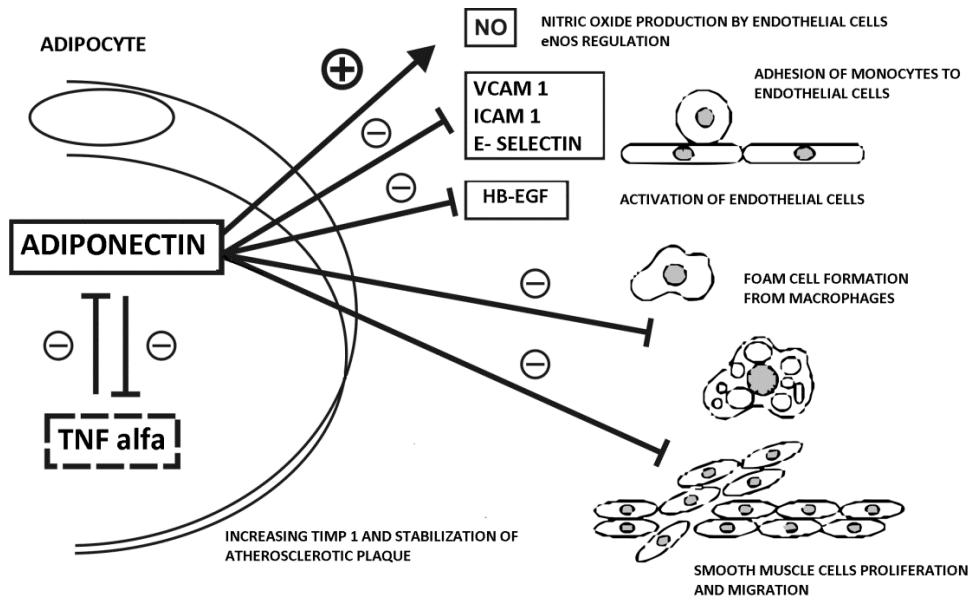 ADIPOCYTE
NO
NITRIC OXIDE PRODUCTION BY ENDOTHELIAL CELLS
eNOS REGULATION
+
VCAM 1
ICAM 1
E- SELECTIN
ADHESION OF MONOCYTES TO
ENDOTHELIAL CELLS
−
−
HB-EGF
ACTIVATION OF ENDOTHELIAL CELLS
ADIPONECTIN
−
FOAM CELL FORMATION
FROM MACROPHAGES
−
−
−
TNF alfa
INCREASING TIMP 1 AND STABILIZATION OF
ATHEROSCLEROTIC PLAQUE
SMOOTH MUSCLE CELLS PROLIFERATION
AND MIGRATION